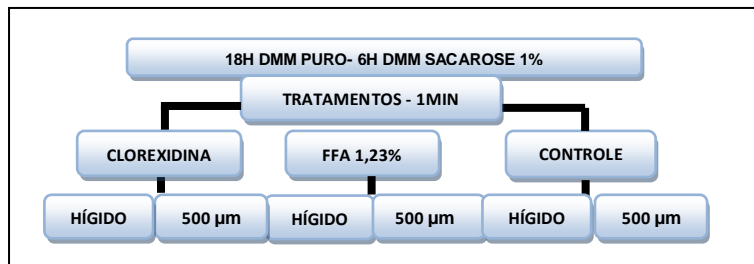 18H DMM PURO- 6H DMM SACAROSE 1%
TRATAMENTOS - 1MIN
CLOREXIDINA FFA 1,23% CONTROLE
HÍGIDO 500 µm HÍGIDO 500 µm HÍGIDO 500 µm